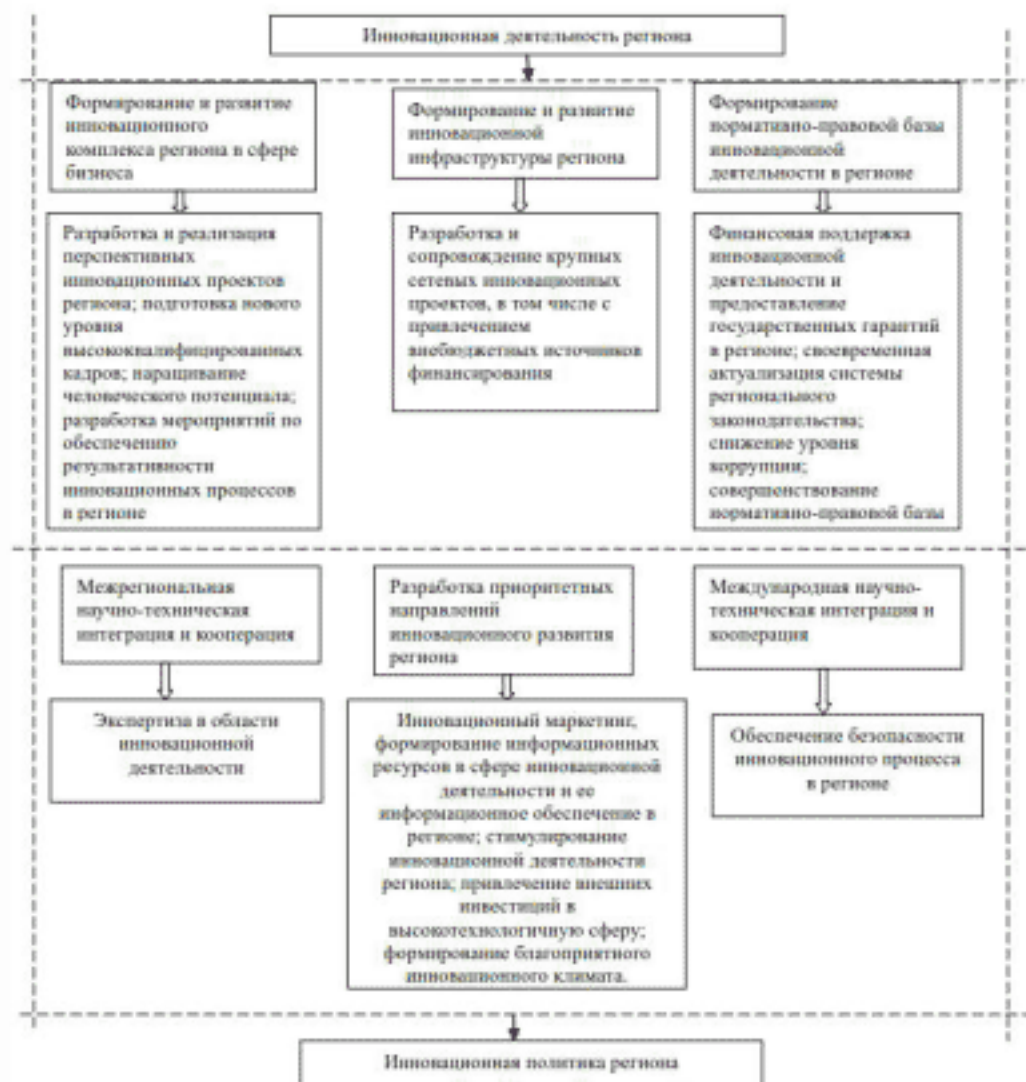 Инновационная деятельность региона
Формирование и развитие
инновационного
комплекса региона в сфере
бизнеса
Формирование и развитие
инновационной
инфраструктуры региона
Формирование
нормативно-правовой базы
инновационной
деятельности в регионе
Разработка и реализация
перспективных
инновационных проектов
региона; подготовка нового
уровня
высококвалифицированных
кадров; наращивание
человеческого потенциала;
разработка мероприятий по
обеспечению
результативности
инновационных процессов
в регионе
Разработка и
сопровождение крупных
сетевых инновационных
проектов, в том числе с
привлечением
внебюджетных источников
финансирования
Финансовая поддержка
инновационной
деятельности и
предоставление
государственных гарантий
в регионе; своевременная
актуализация системы
регионального
законодательства;
снижение уровня
коррупции;
совершонствование
нормативно-правовой базы
Межрегиональная
научно-техническая
интеграция и кооперация
Разработка приоритетных
направлений
инновационного развития
региона
Международная научно-
техническая интеграция и
кооперация
Экспертиза в области
инновационной
деятельности
Инновационный маркетинг,
формирование информационных
ресурсов в сфере инновационной
деятельности и ее
информационное обеспечение в
регионе; стимулирование
инновационной деятельности
региона; привлечение внешних
инвестиций в
высокотехнологичную сферу;
формирование благоприятного
инновационного климата.
Обеспечение безопасности
инновационного процесса
в регионе
Инновационная политика региона